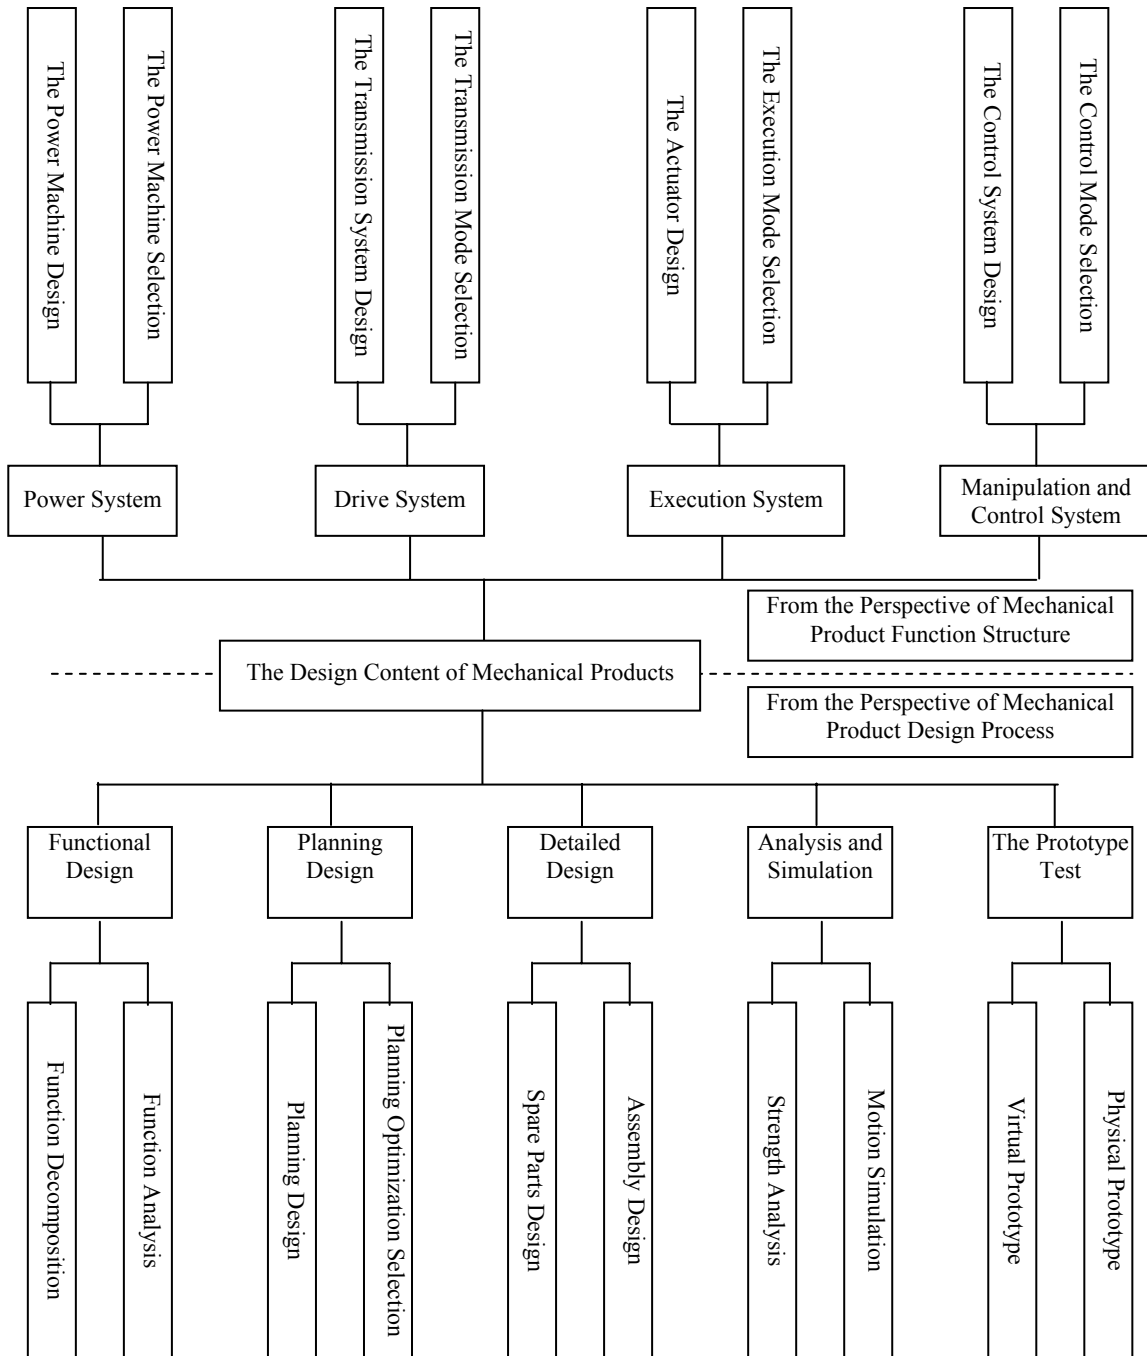 The Power Machine Design
The Power Machine Selection
The Transmission System Design
The Transmission Mode Selection
The Actuator Design
The Execution Mode Selection
The Control System Design
The Control Mode Selection
Power System
Drive System
Execution System
Manipulation and
Control System
From the Perspective of Mechanical
Product Function Structure
The Design Content of Mechanical Products
From the Perspective of Mechanical
Product Design Process
Functional
Design
Planning
Design
Detailed
Design
Analysis and
Simulation
The Prototype
Test
Function Decomposition
Function Analysis
Planning Design
Planning Optimization Selection
Spare Parts Design
Assembly Design
Strength Analysis
Motion Simulation
Virtual Prototype
Physical Prototype